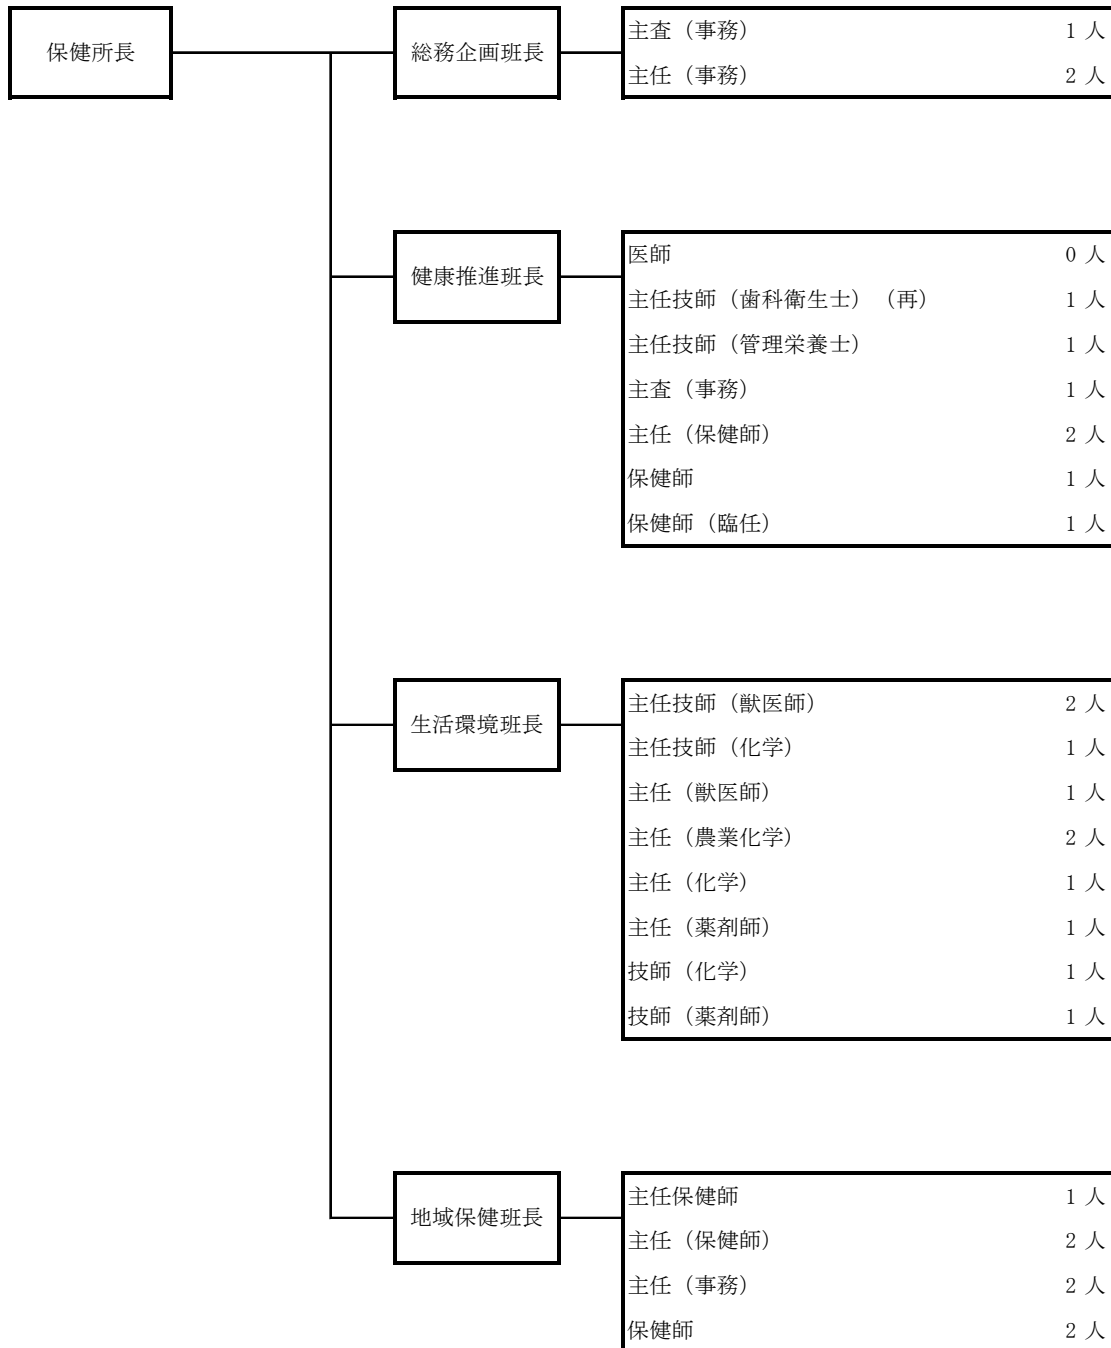 保健所長
総務企画班長
主査（事務） 1 人
主任（事務） 2 人
健康推進班長
医師 0 人
主任技師（歯科衛生士）（再） 1 人
主任技師（管理栄養士） 1 人
主査（事務） 1 人
主任（保健師） 2 人
保健師 1 人
保健師（臨任） 1 人
生活環境班長
主任技師（獣医師） 2 人
主任技師（化学） 1 人
主任（獣医師） 1 人
主任（農業化学） 2 人
主任（化学） 1 人
主任（薬剤師） 1 人
技師（化学） 1 人
技師（薬剤師） 1 人
地域保健班長
主任保健師 1 人
主任（保健師） 2 人
主任（事務） 2 人
保健師 2 人